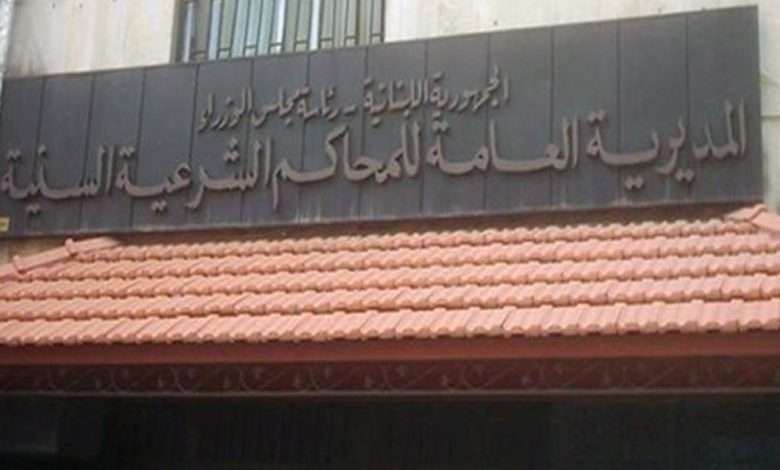 الجمهورية اللبنانية - رئاسة مجلس الوزراء
المديرية العامة للمحاكم الشرعية السنية